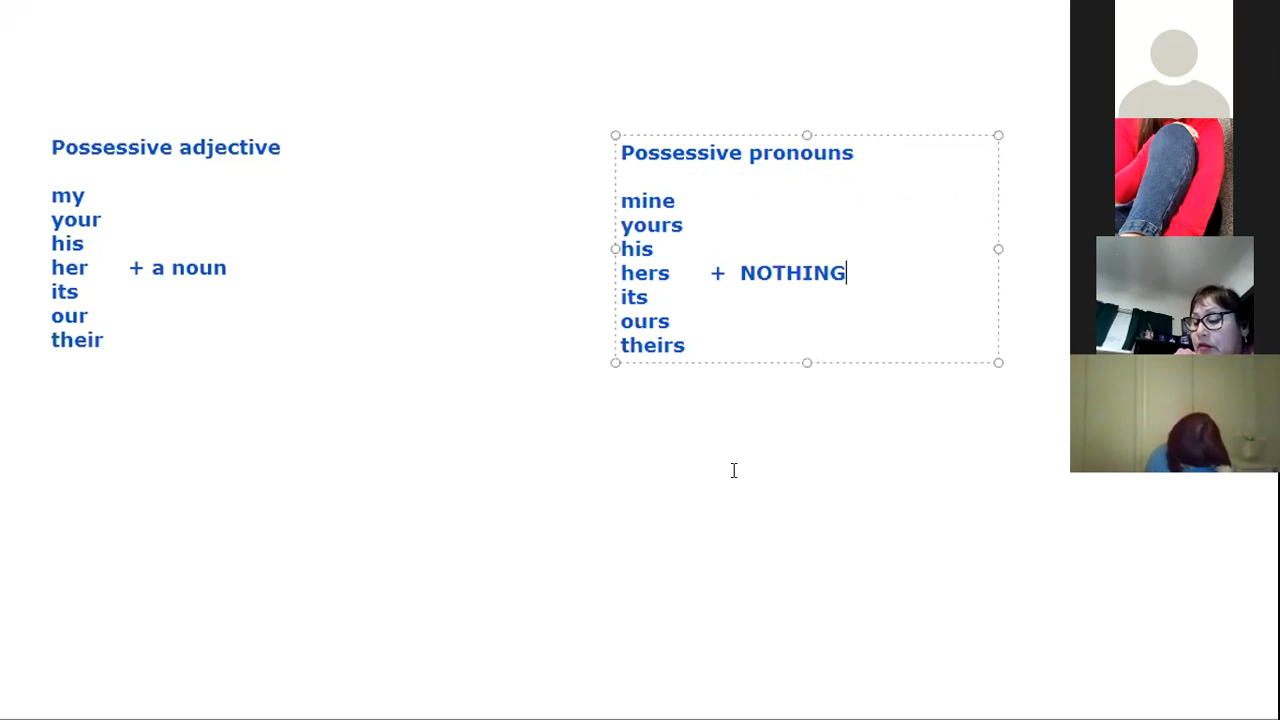 Possessive adjective
my
your
his
her + a noun
its
our
their
Possessive pronouns
mine
yours
his
hers + NOTHING
its
ours
theirs